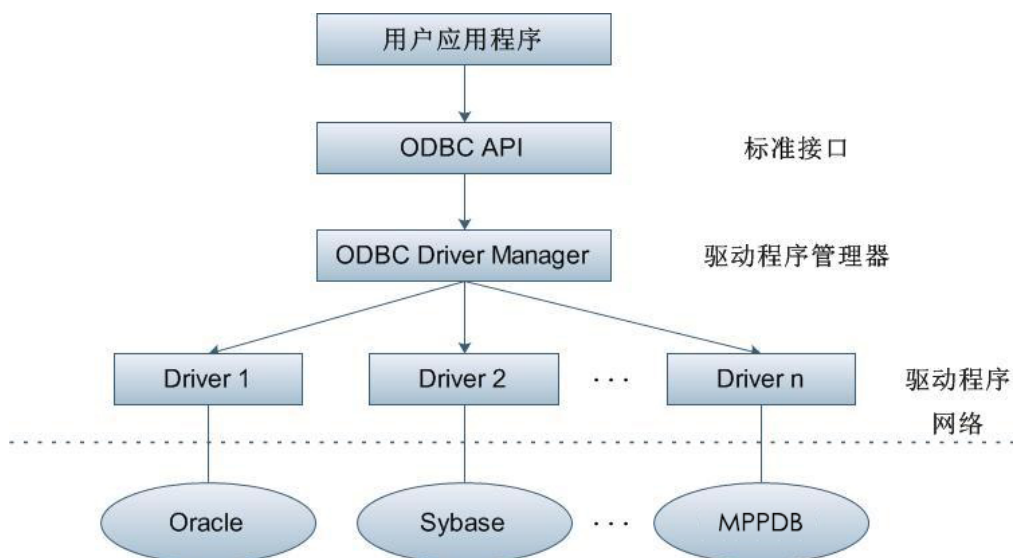 用户应用程序
ODBC API
标准接口
ODBC Driver Manager
驱动程序管理器
Driver 1
Driver 2
···
Driver n
驱动程序
网络
Oracle
Sybase
···
MPPDB